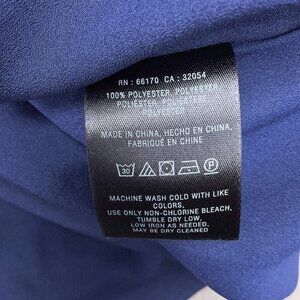 RN : 66170 CA : 32054
100% POLYESTER, POLYESTER
POLIÉSTER, POLIESTERE
POLYESTER
MADE IN CHINA, HECHO EN CHINA,
FABRIQUÉ EN CHINE
30
MACHINE WASH COLD WITH LIKE
COLORS,
USE ONLY NON-CHLORINE BLEACH,
TUMBLE DRY LOW,
LOW IRON AS NEEDED,
MAY BE DRY CLEANED